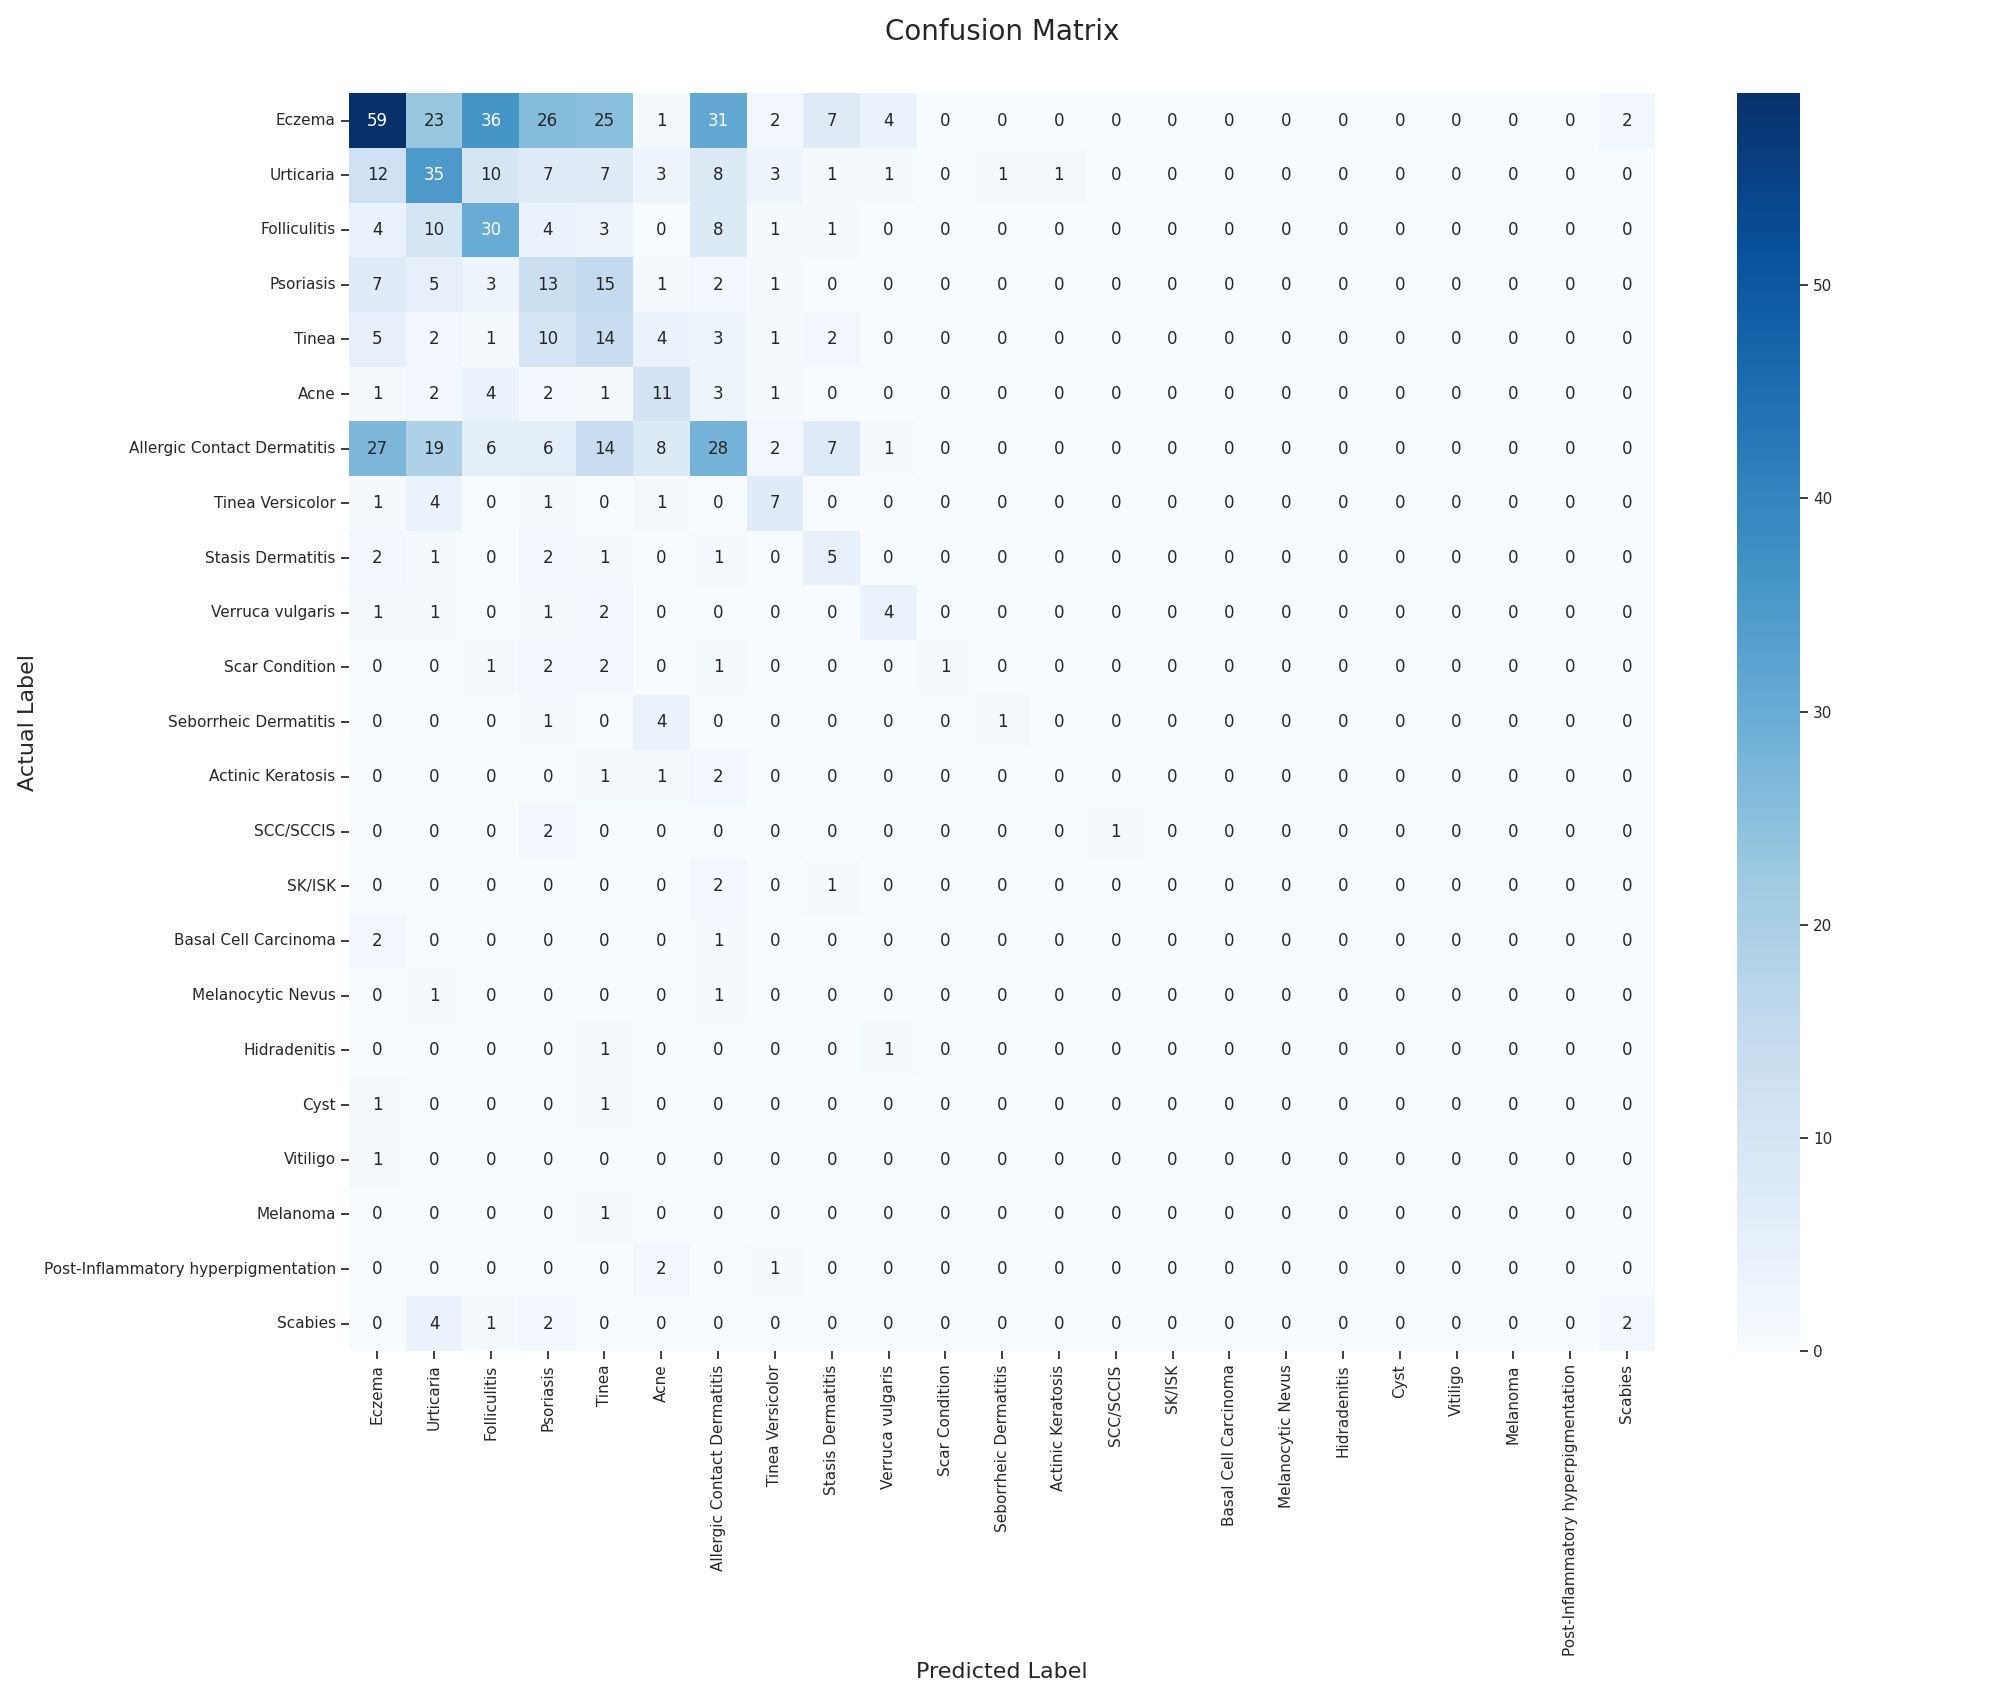 Confusion Matrix
Eczema 59 23 36 26 25 1 31 2 7 4 0 0 0 0 0 0 0 0 0 0 0 0 2
Urticaria 12 35 10 7 7 3 8 3 1 1 0 1 1 0 0 0 0 0 0 0 0 0 0
Folliculitis 4 10 30 4 3 0 8 1 1 0 0 0 0 0 0 0 0 0 0 0 0 0 0
Psoriasis 7 5 3 13 15 1 2 1 0 0 0 0 0 0 0 0 0 0 0 0 0 0 0
Tinea 5 2 1 10 14 4 3 1 2 0 0 0 0 0 0 0 0 0 0 0 0 0 0
Acne 1 2 4 2 1 11 3 1 0 0 0 0 0 0 0 0 0 0 0 0 0 0 0
Allergic Contact Dermatitis 27 19 6 6 14 8 28 2 7 1 0 0 0 0 0 0 0 0 0 0 0 0 0
Tinea Versicolor 1 4 0 1 0 1 0 7 0 0 0 0 0 0 0 0 0 0 0 0 0 0 0
Stasis Dermatitis 2 1 0 2 1 0 1 0 5 0 0 0 0 0 0 0 0 0 0 0 0 0 0
Verruca vulgaris 1 1 0 1 2 0 0 0 0 4 0 0 0 0 0 0 0 0 0 0 0 0 0
Scar Condition 0 0 1 2 2 0 1 0 0 0 1 0 0 0 0 0 0 0 0 0 0 0 0
Seborrheic Dermatitis 0 0 0 1 0 4 0 0 0 0 0 1 0 0 0 0 0 0 0 0 0 0 0
Actinic Keratosis 0 0 0 0 1 1 2 0 0 0 0 0 0 0 0 0 0 0 0 0 0 0 0
SCC/SCCIS 0 0 0 2 0 0 0 0 0 0 0 0 0 1 0 0 0 0 0 0 0 0 0
SK/ISK 0 0 0 0 0 0 2 0 1 0 0 0 0 0 0 0 0 0 0 0 0 0 0
Basal Cell Carcinoma 2 0 0 0 0 0 1 0 0 0 0 0 0 0 0 0 0 0 0 0 0 0 0
Melanocytic Nevus 0 1 0 0 0 0 1 0 0 0 0 0 0 0 0 0 0 0 0 0 0 0 0
Hidradenitis 0 0 0 0 1 0 0 0 0 1 0 0 0 0 0 0 0 0 0 0 0 0 0
Cyst 1 0 0 0 1 0 0 0 0 0 0 0 0 0 0 0 0 0 0 0 0 0 0
Vitiligo 1 0 0 0 0 0 0 0 0 0 0 0 0 0 0 0 0 0 0 0 0 0 0
Melanoma 0 0 0 0 1 0 0 0 0 0 0 0 0 0 0 0 0 0 0 0 0 0 0
Post-Inflammatory hyperpigmentation 0 0 0 0 0 2 0 1 0 0 0 0 0 0 0 0 0 0 0 0 0 0 0
Scabies 0 4 1 2 0 0 0 0 0 0 0 0 0 0 0 0 0 0 0 0 0 0 2
Actual Label
Eczema
Urticaria
Folliculitis
Psoriasis
Tinea
Acne
Allergic Contact Dermatitis
Tinea Versicolor
Stasis Dermatitis
Verruca vulgaris
Scar Condition
Seborrheic Dermatitis
Actinic Keratosis
SCC/SCCIS
SK/ISK
Basal Cell Carcinoma
Melanocytic Nevus
Hidradenitis
Cyst
Vitiligo
Melanoma
Post-Inflammatory hyperpigmentation
Scabies
Predicted Label
50
40
30
20
10
0